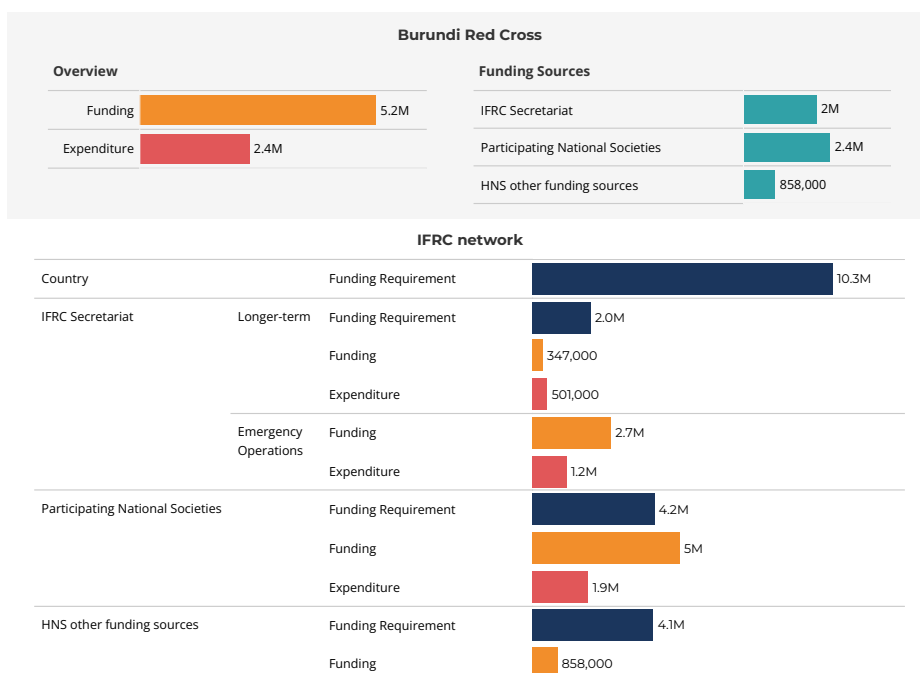 Burundi Red Cross
Overview
Funding 5.2M
Expenditure 2.4M
Funding Sources
IFRC Secretariat 2M
Participating National Societies 2.4M
HNS other funding sources 858,000
IFRC network
Country Funding Requirement 10.3M
IFRC Secretariat Longer-term Funding Requirement 2.0M
Funding 347,000
Expenditure 501,000
Emergency Operations Funding 2.7M
Expenditure 1.2M
Participating National Societies Funding Requirement 4.2M
Funding 5M
Expenditure 1.9M
HNS other funding sources Funding Requirement 4.1M
Funding 858,000